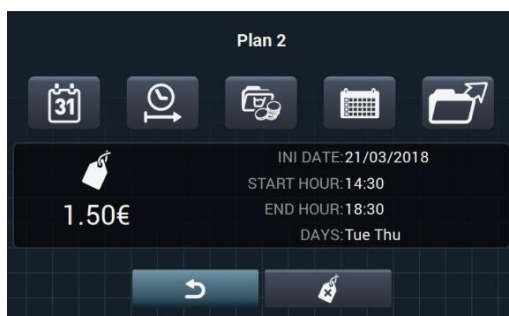 Plan 2
31
INI DATE:21/03/2018
START HOUR:14:30
1.50€
END HOUR:18:30
DAYS:Tue Thu